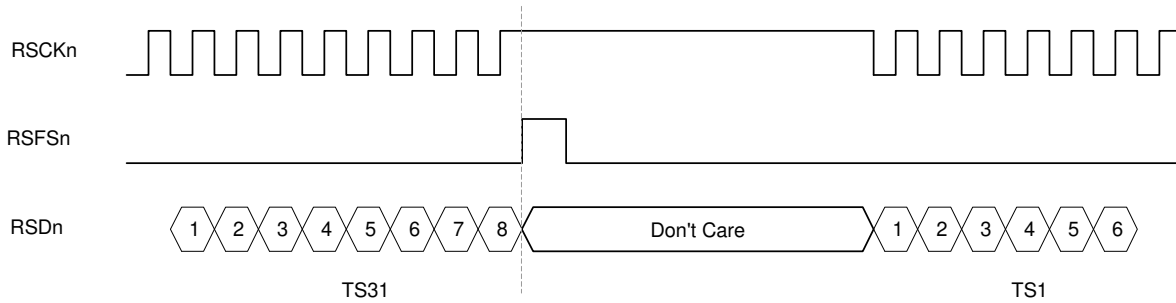 RSCKn
RSFSn
RSDn 1 2 3 4 5 6 7 8 Don't Care 1 2 3 4 5 6
TS31 TS1